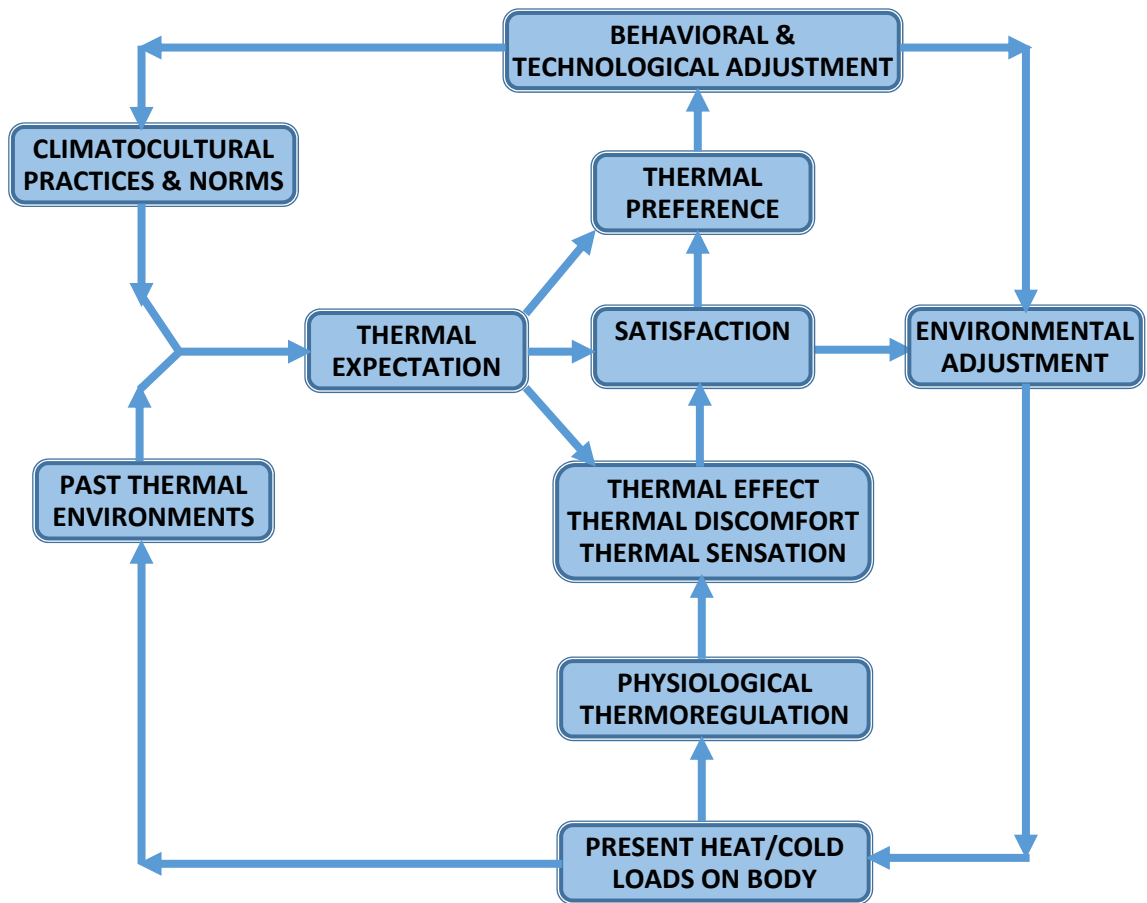 BEHAVIORAL &
TECHNOLOGICAL ADJUSTMENT
CLIMATOCULTURAL
PRACTICES & NORMS
THERMAL
PREFERENCE
THERMAL
EXPECTATION
SATISFACTION
ENVIRONMENTAL
ADJUSTMENT
PAST THERMAL
ENVIRONMENTS
THERMAL EFFECT
THERMAL DISCOMFORT
THERMAL SENSATION
PHYSIOLOGICAL
THERMOREGULATION
PRESENT HEAT/COLD
LOADS ON BODY